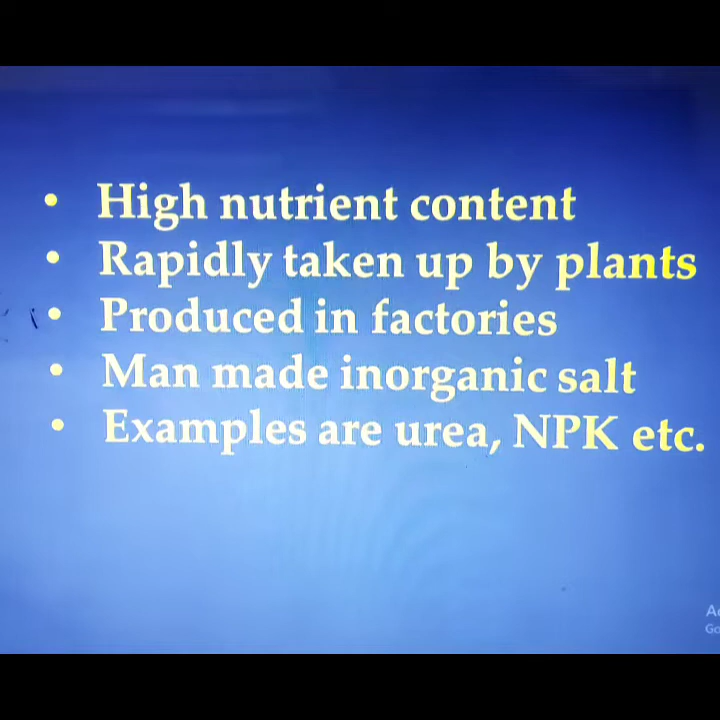 • High nutrient content
• Rapidly taken up by plants
• Produced in factories
• Man made inorganic salt
• Examples are urea, NPK etc.